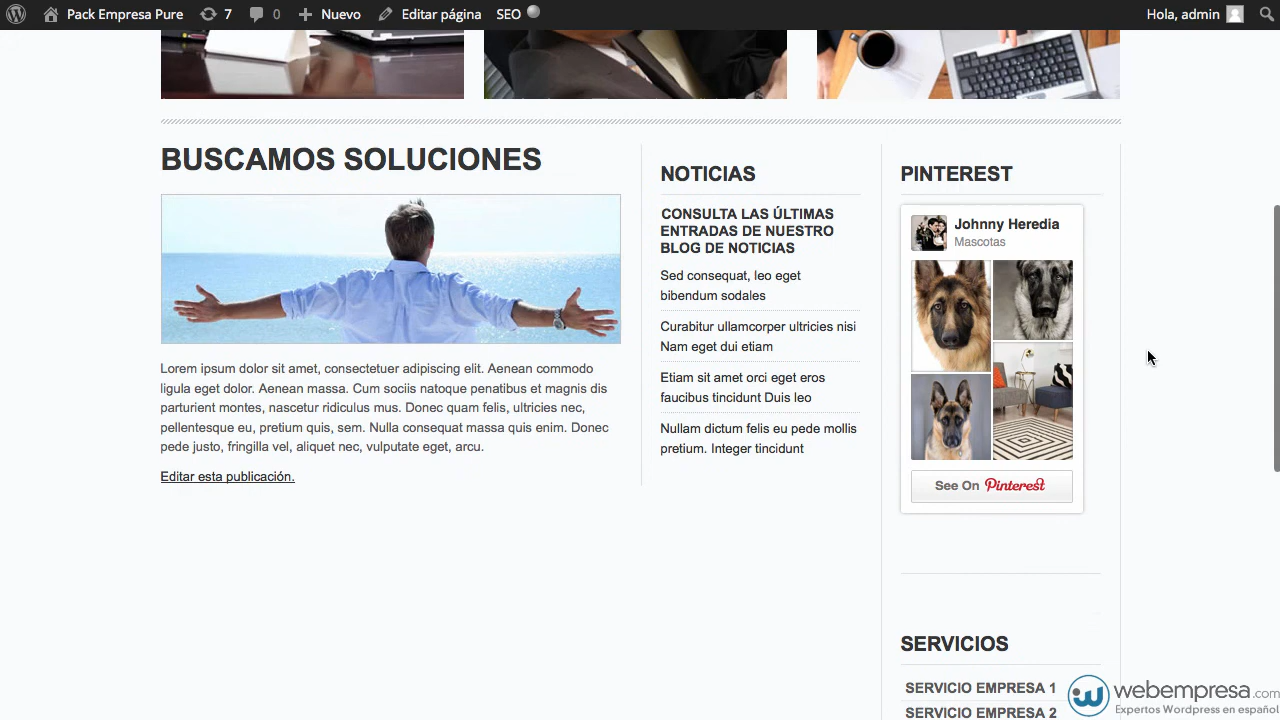 Pack Empresa Pure 7 0 Nuevo Editar página SEO Hola, admin
BUSCAMOS SOLUCIONES
Lorem ipsum dolor sit amet, consectetuer adipiscing elit. Aenean commodo
ligula eget dolor. Aenean massa. Cum sociis natoque penatibus et magnis dis
parturient montes, nascetur ridiculus mus. Donec quam felis, ultricies nec,
pellentesque eu, pretium quis, sem. Nulla consequat massa quis enim. Donec
pede justo, fringilla vel, aliquet nec, vulputate eget, arcu.
Editar esta publicación.
NOTICIAS
CONSULTA LAS ÚLTIMAS
ENTRADAS DE NUESTRO
BLOG DE NOTICIAS
Sed consequat, leo eget
bibendum sodales
Curabitur ullamcorper ultricies nisi
Nam eget dui etiam
Etiam sit amet orci eget eros
faucibus tincidunt Duis leo
Nullam dictum felis eu pede mollis
pretium. Integer tincidunt
PINTEREST
Johnny Heredia
Mascotas
See On Pinterest
SERVICIOS
SERVICIO EMPRESA 1
SERVICIO EMPRESA 2
webempresa.com
Expertos Wordpress en español